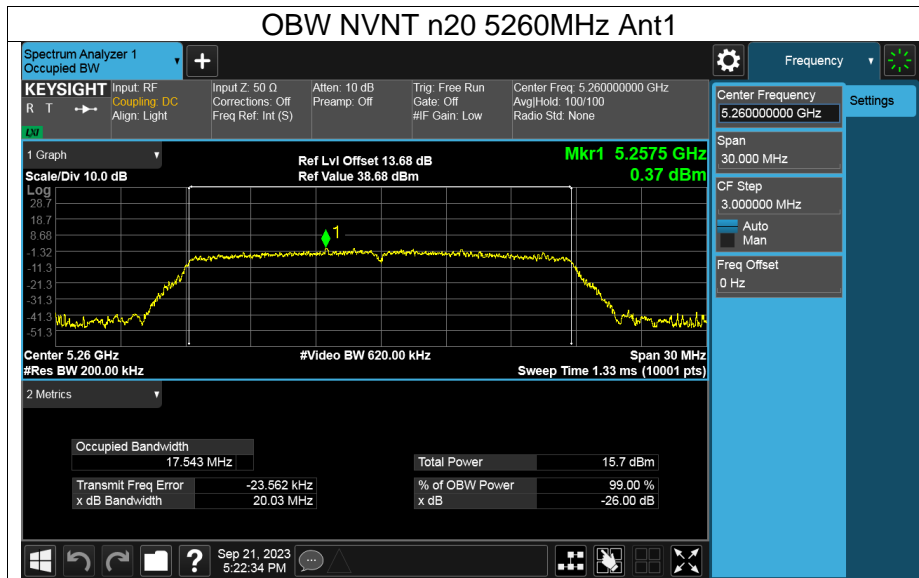 OBW NVNT n20 5260MHz Ant1
Spectrum Analyzer 1
Occupied BW
+
Frequency
KEYSIGHT
R T
LXI
Input: RF
Coupling: DC
Align: Light
Input Z: 50 Ω
Corrections: Off
Freq Ref: Int (S)
Atten: 10 dB
Preamp: Off
Trig: Free Run
Gate: Off
#IF Gain: Low
Center Freq: 5.260000000 GHz
Avg|Hold: 100/100
Radio Std: None
Center Frequency
5.260000000 GHz
Settings
Span
30.000 MHz
CF Step
3.000000 MHz
Auto
Man
Freq Offset
0 Hz
1 Graph
Scale/Div 10.0 dB
Ref Lvl Offset 13.68 dB
Ref Value 38.68 dBm
Mkr1 5.2575 GHz
0.37 dBm
Log
28.7
18.7
8.68
-1.32
-11.3
-21.3
-31.3
-41.3
-51.3
1
Center 5.26 GHz
#Video BW 620.00 kHz
Span 30 MHz
#Res BW 200.00 kHz
Sweep Time 1.33 ms (10001 pts)
2 Metrics
Occupied Bandwidth
17.543 MHz
Total Power 15.7 dBm
Transmit Freq Error -23.562 kHz
% of OBW Power 99.00 %
x dB Bandwidth 20.03 MHz
x dB -26.00 dB
?
Sep 21, 2023
5:22:34 PM